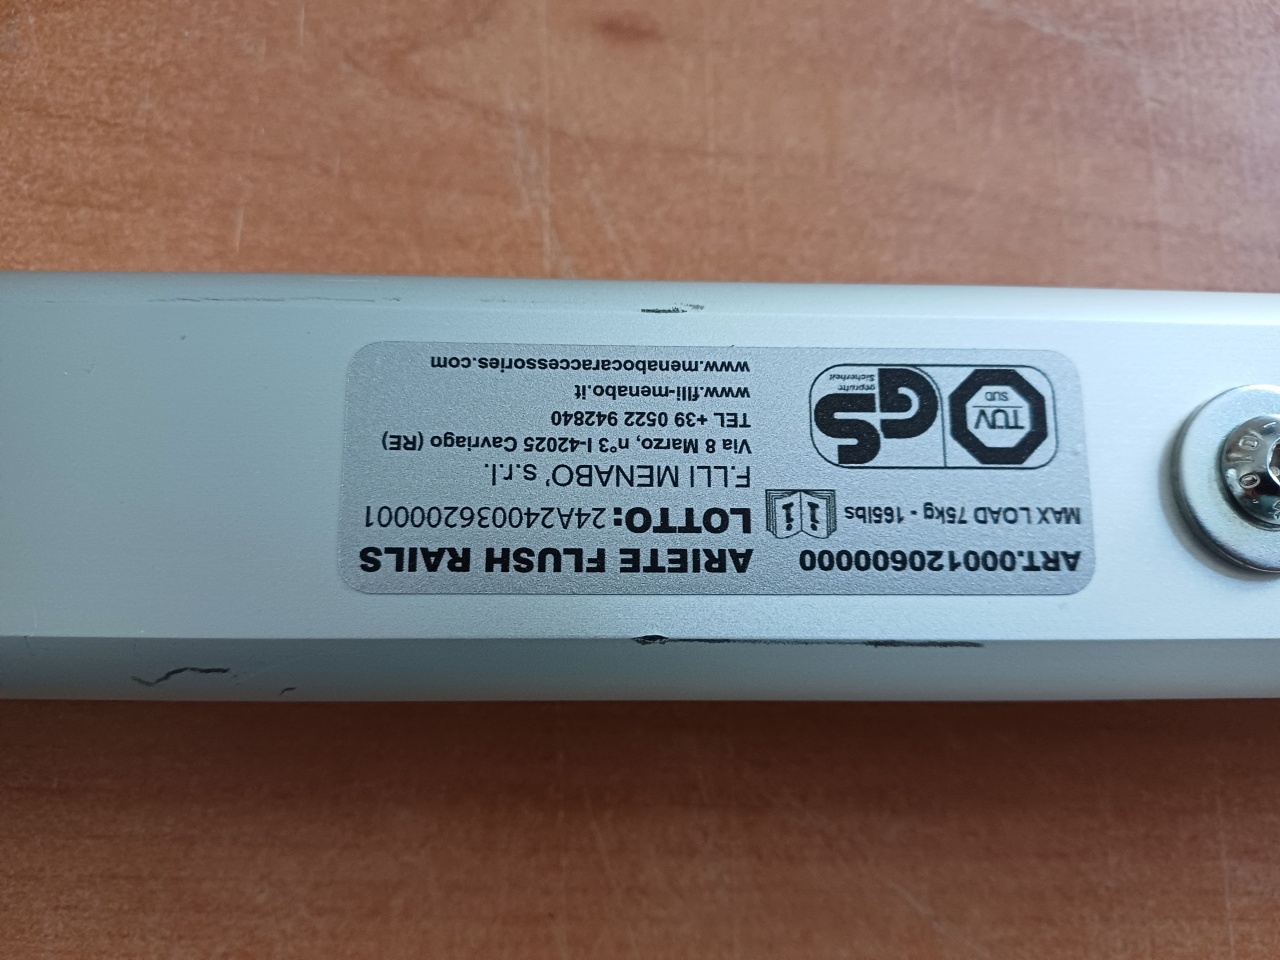 ART.000120600000
MAX LOAD 75kg - 165lbs
TÜV
SUD
GS
geprüfte
Sicherheit
ARIETE FLUSH RAILS
LOTTO: 24A240036200001
F.LLI MENABO' s.r.l.
Via 8 Marzo, n°3 I-42025 Cavriago (RE)
TEL +39 0522 942840
www.flli-menabo.it
www.menabocaraccessories.com